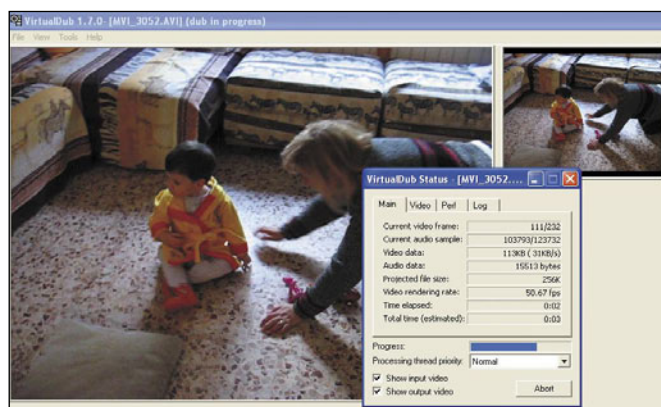 VirtualDub 1.7.0- [MVI_3052.AVI] (dub in progress)
File View Tools Help
VirtualDub Status - [MVI_3052....
Main Video Perf Log
Current video frame: 111/232
Current audio sample: 103793/123732
Video data: 113KB ( 31KB/s)
Audio data: 15513 bytes
Projected file size: 256K
Video rendering rate: 50.67 fps
Time elapsed: 0:02
Total time (estimated): 0:03
Progress:
Processing thread priority: Normal
Show input video
Show output video
Abort